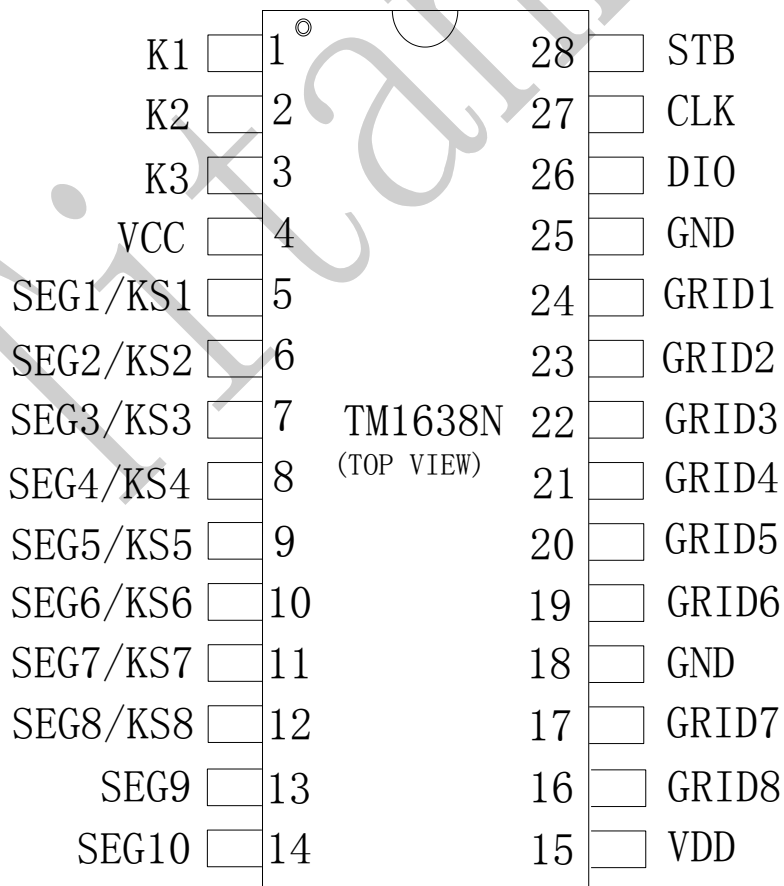 K1 1 28 STB
K2 2 27 CLK
K3 3 26 DIO
VCC 4 25 GND
SEG1/KS1 5 24 GRID1
SEG2/KS2 6 23 GRID2
SEG3/KS3 7 TM1638N 22 GRID3
(TOP VIEW)
SEG4/KS4 8 21 GRID4
SEG5/KS5 9 20 GRID5
SEG6/KS6 10 19 GRID6
SEG7/KS7 11 18 GND
SEG8/KS8 12 17 GRID7
SEG9 13 16 GRID8
SEG10 14 15 VDD